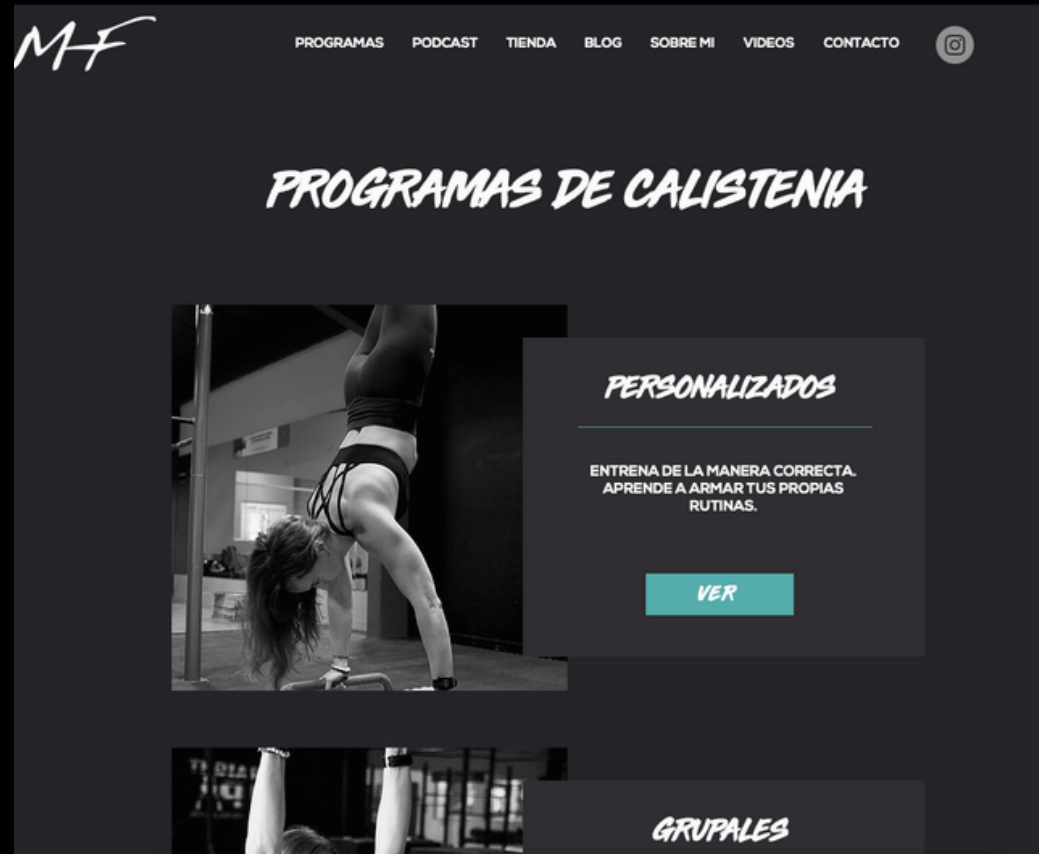 MF
PROGRAMAS PODCAST TIENDA BLOG SOBRE MI VIDEOS CONTACTO
PROGRAMAS DE CALISTENIA
PERSONALIZADOS
ENTRENA DE LA MANERA CORRECTA.
APRENDE A ARMAR TUS PROPIAS
RUTINAS.
VER
GRUPALES